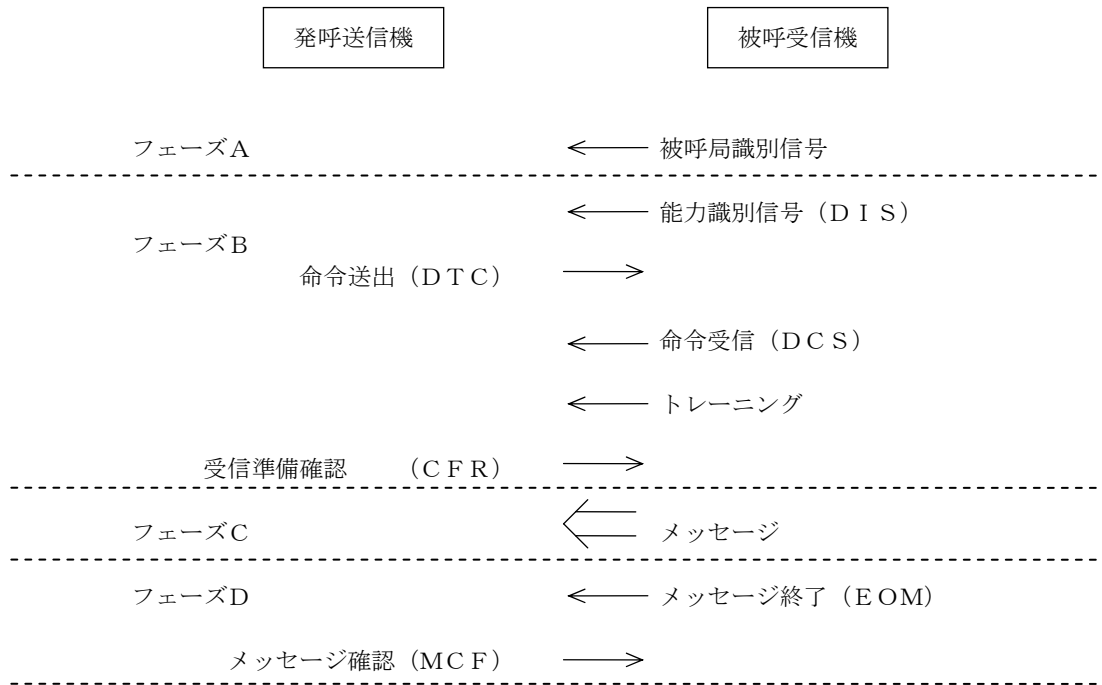 発呼送信機 被呼受信機
フェーズA 被呼局識別信号
能力識別信号(DIS)
フェーズB
命令送出(DTC)
命令受信(DCS)
トレーニング
受信準備確認 (CFR)
フェーズC メッセージ
フェーズD メッセージ終了(EOM)
メッセージ確認(MCF)